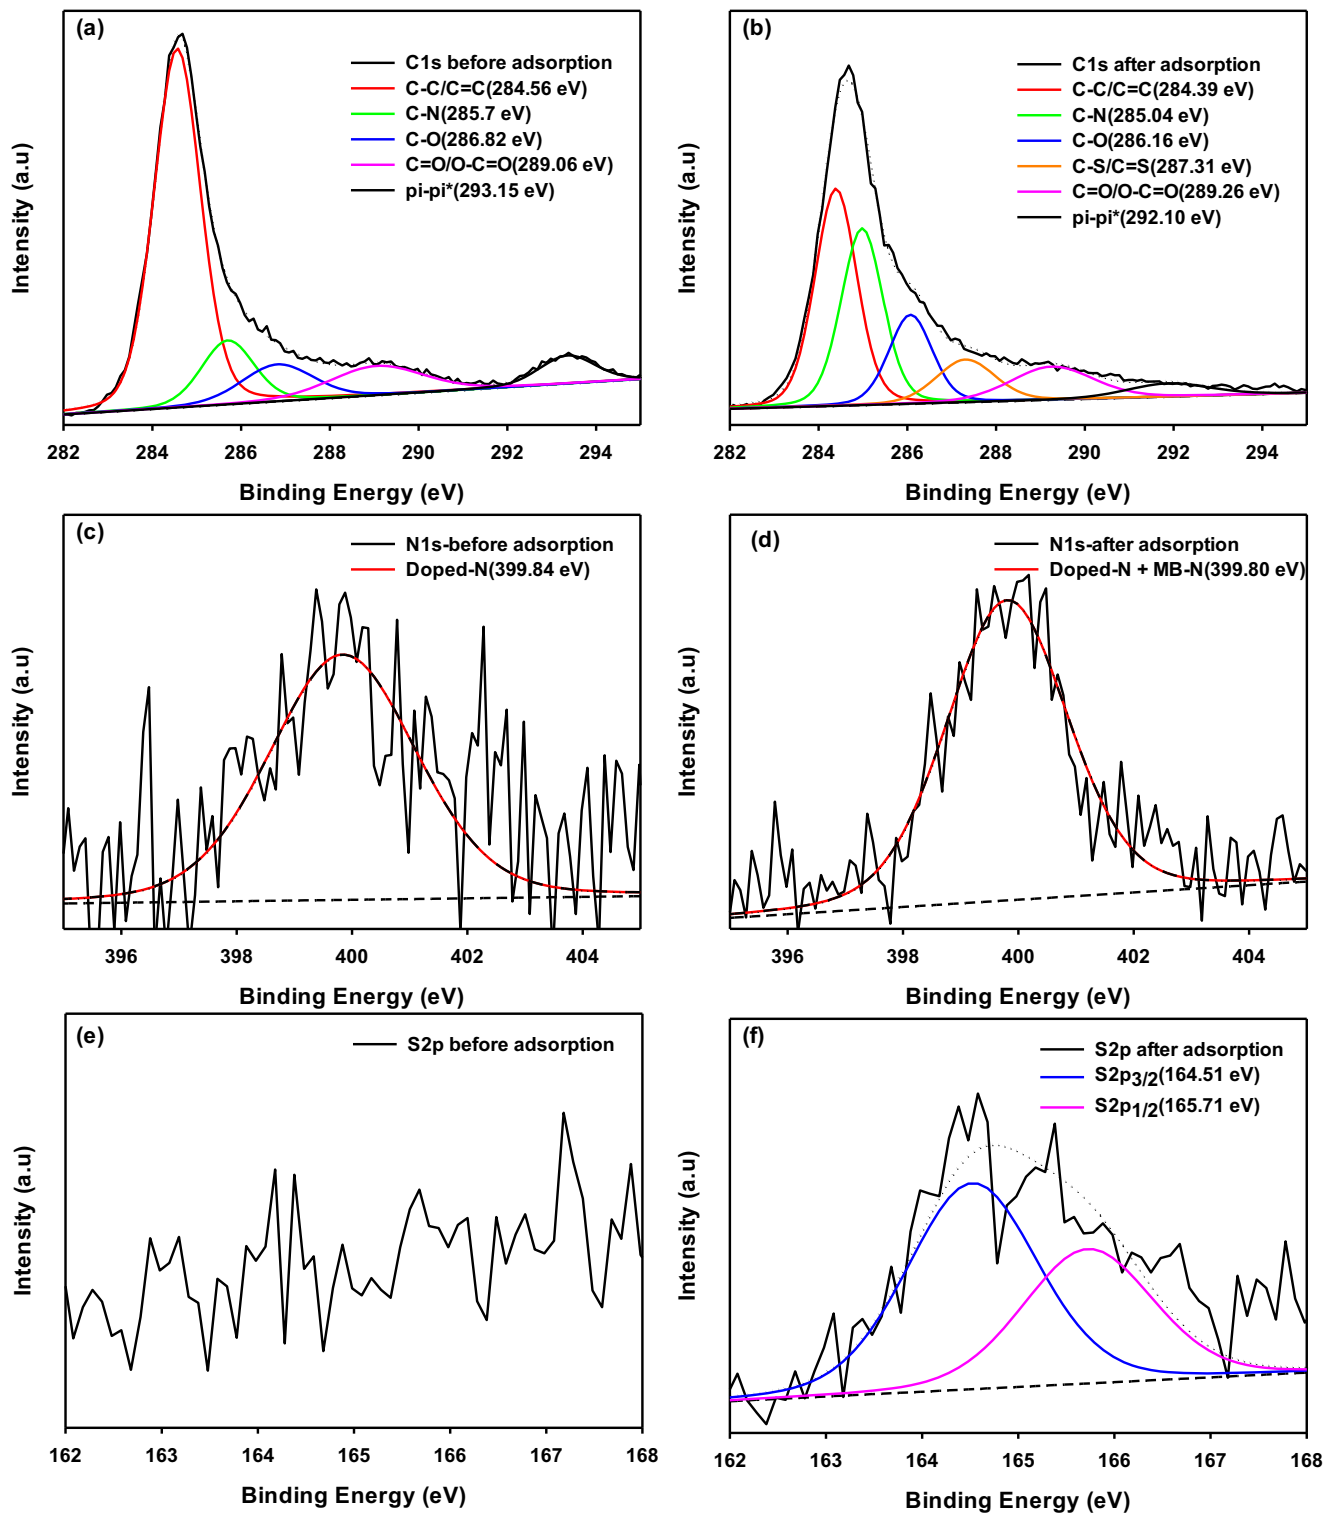 (a)
C1s before adsorption
C-C/C=C(284.56 eV)
C-N(285.7 eV)
C-O(286.82 eV)
C=O/O-C=O(289.06 eV)
pi-pi*(293.15 eV)
Intensity (a.u)
282 284 286 288 290 292 294
Binding Energy (eV)
(b)
C1s after adsorption
C-C/C=C(284.39 eV)
C-N(285.04 eV)
C-O(286.16 eV)
C-S/C=S(287.31 eV)
C=O/O-C=O(289.26 eV)
pi-pi*(292.10 eV)
Intensity (a.u)
282 284 286 288 290 292 294
Binding Energy (eV)
(c)
N1s-before adsorption
Doped-N(399.84 eV)
Intensity (a.u)
396 398 400 402 404
Binding Energy (eV)
(d)
N1s-after adsorption
Doped-N + MB-N(399.80 eV)
Intensity (a.u)
396 398 400 402 404
Binding Energy (eV)
(e)
S2p before adsorption
Intensity (a.u)
162 163 164 165 166 167 168
Binding Energy (eV)
(f)
S2p after adsorption
S2p3/2(164.51 eV)
S2p1/2(165.71 eV)
Intensity (a.u)
162 163 164 165 166 167 168
Binding Energy (eV)